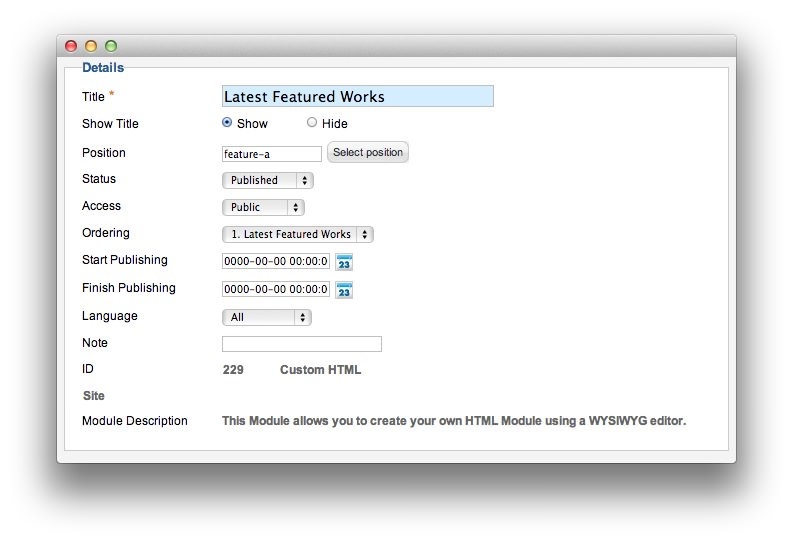 Details
Title * Latest Featured Works
Show Title Show Hide
Position feature-a Select position
Status Published
Access Public
Ordering 1. Latest Featured Works
Start Publishing 0000-00-00 00:00:0 23
Finish Publishing 0000-00-00 00:00:0 23
Language All
Note
ID 229 Custom HTML
Site
Module Description This Module allows you to create your own HTML Module using a WYSIWYG editor.